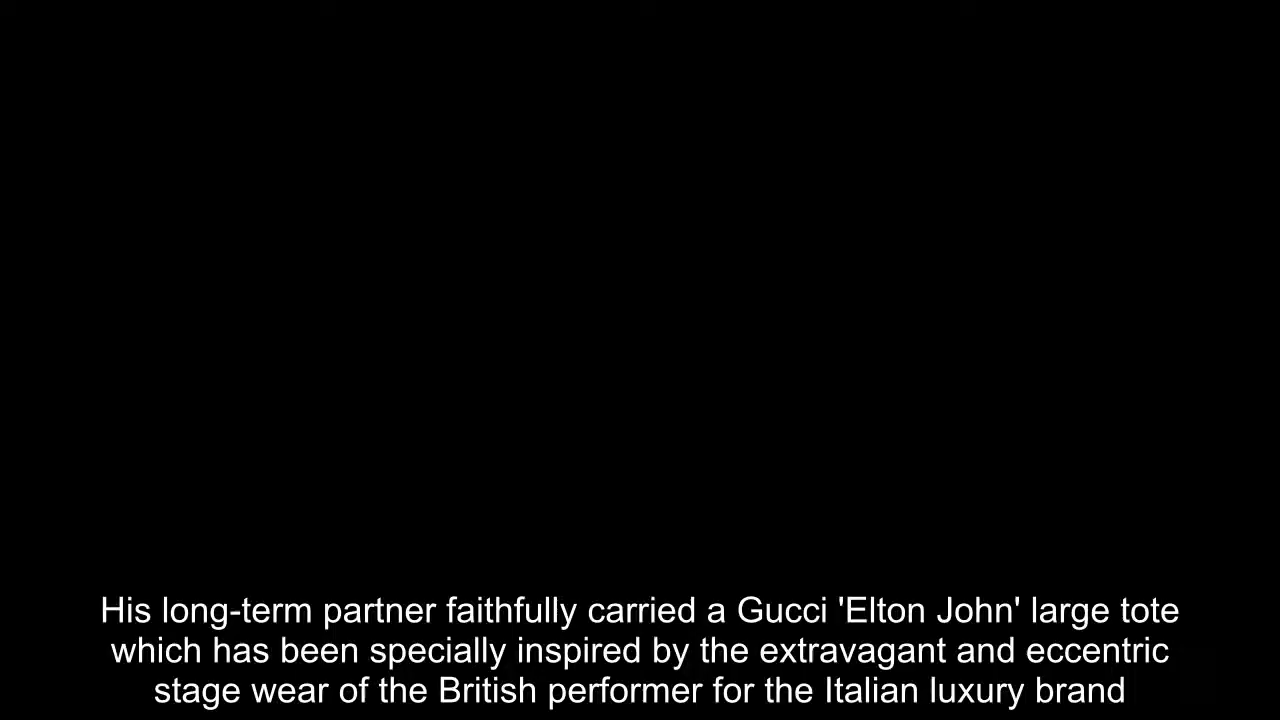 His long-term partner faithfully carried a Gucci 'Elton John' large tote
which has been specially inspired by the extravagant and eccentric
stage wear of the British performer for the Italian luxury brand